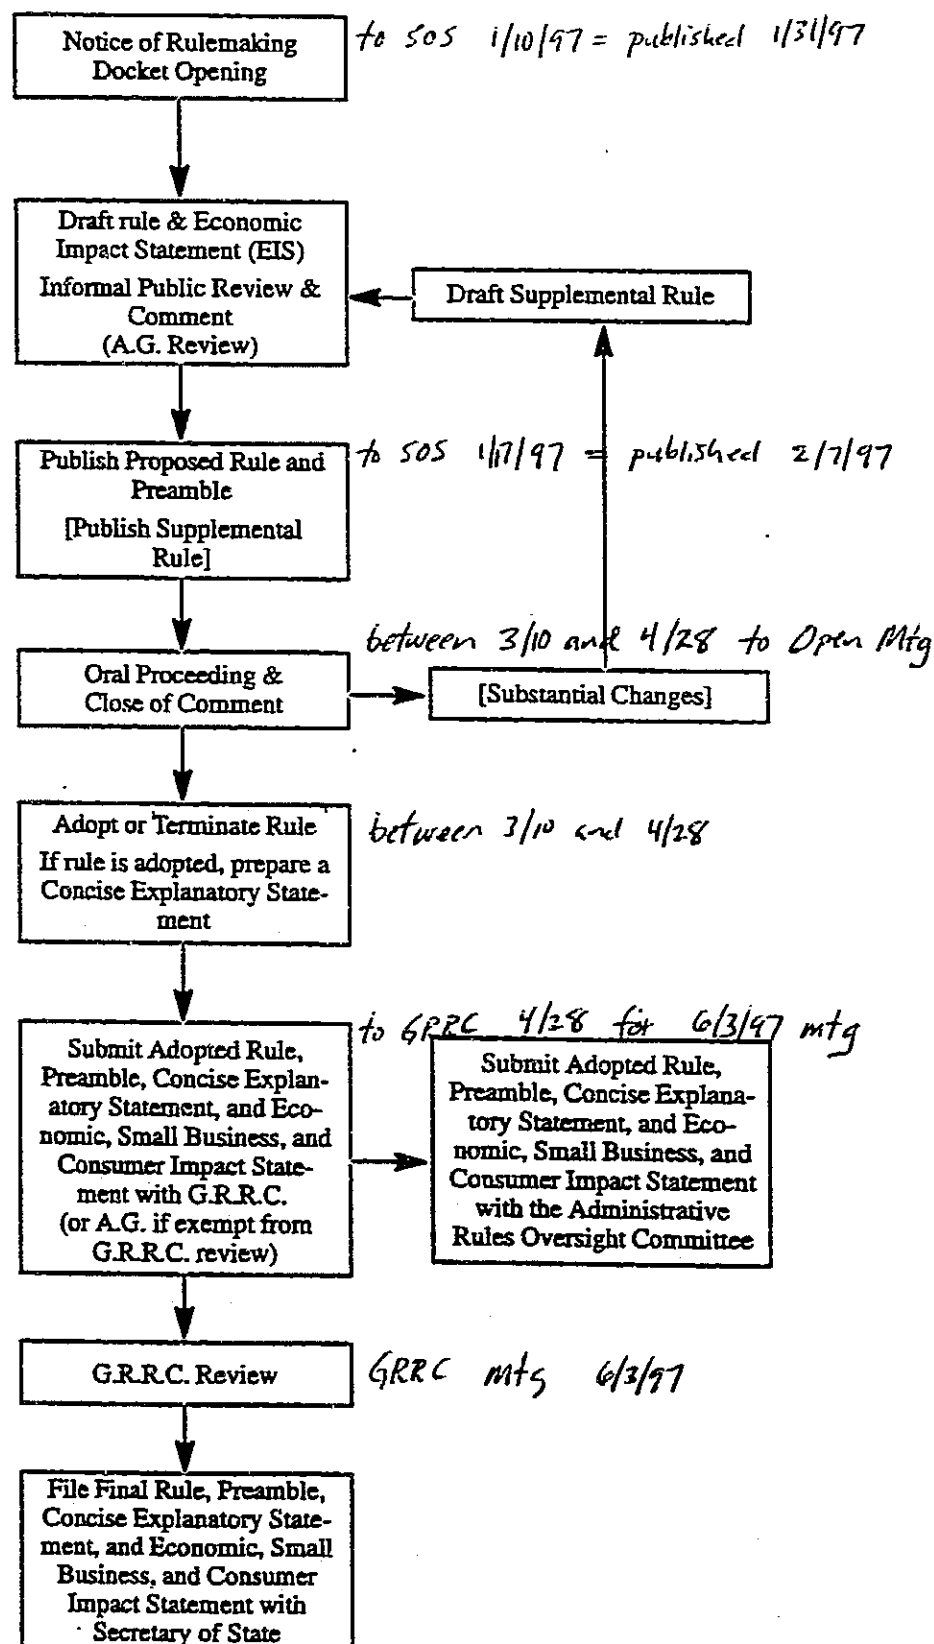 Notice of Rulemaking
Docket Opening
to SOS 1/10/97 = published 1/31/97
Draft rule & Economic
Impact Statement (EIS)
Informal Public Review &
Comment
(A.G. Review)
Draft Supplemental Rule
Publish Proposed Rule and
Preamble
[Publish Supplemental
Rule]
to SOS 1/17/97 = published 2/7/97
between 3/10 and 4/28 to Open Mtg
Oral Proceeding &
Close of Comment
[Substantial Changes]
Adopt or Terminate Rule
If rule is adopted, prepare a
Concise Explanatory State-
ment
between 3/10 and 4/28
to GRRC 4/28 for 6/3/97 mtg
Submit Adopted Rule,
Preamble, Concise Explan-
atory Statement, and Eco-
nomic, Small Business, and
Consumer Impact State-
ment with G.R.R.C.
(or A.G. if exempt from
G.R.R.C. review)
Submit Adopted Rule,
Preamble, Concise Explana-
tory Statement, and Eco-
nomic, Small Business, and
Consumer Impact Statement
with the Administrative
Rules Oversight Committee
G.R.R.C. Review
GRRC mtg 6/3/97
File Final Rule, Preamble,
Concise Explanatory State-
ment, and Economic, Small
Business, and Consumer
Impact Statement with
Secretary of State